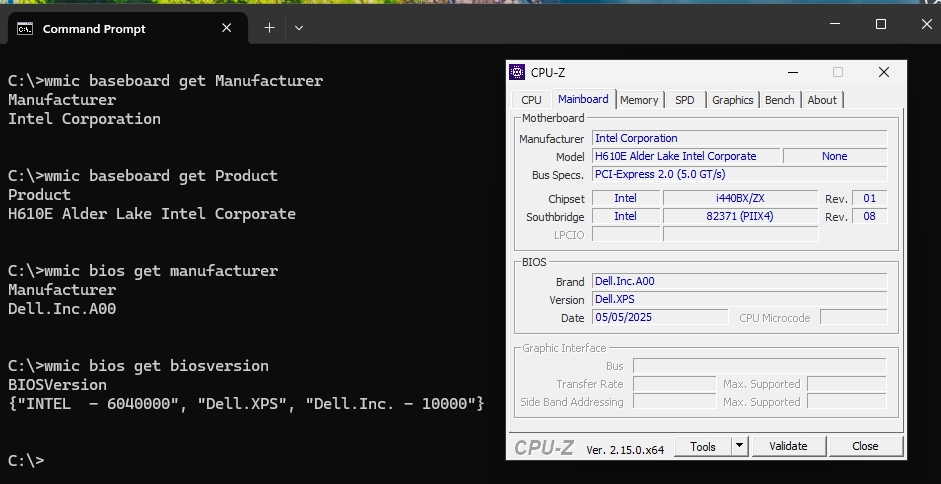 Command Prompt
C:\>wmic baseboard get Manufacturer
Manufacturer
Intel Corporation
C:\>wmic baseboard get Product
Product
H610E Alder Lake Intel Corporate
C:\>wmic bios get manufacturer
Manufacturer
Dell.Inc.A00
C:\>wmic bios get biosversion
BIOSVersion
{"INTEL  - 6040000", "Dell.XPS", "Dell.Inc. - 10000"}
C:\>
CPU-Z
CPU Mainboard Memory SPD Graphics Bench About
Motherboard
Manufacturer Intel Corporation
Model H610E Alder Lake Intel Corporate None
Bus Specs. PCI-Express 2.0 (5.0 GT/s)
Chipset Intel i440BX/ZX Rev. 01
Southbridge Intel 82371 (PIIX4) Rev. 08
LPCIO
BIOS
Brand Dell.Inc.A00
Version Dell.XPS
Date 05/05/2025 CPU Microcode
Graphic Interface
Bus
Transfer Rate Max. Supported
Side Band Addressing Max. Supported
CPU-Z Ver. 2.15.0.x64 Tools Validate Close